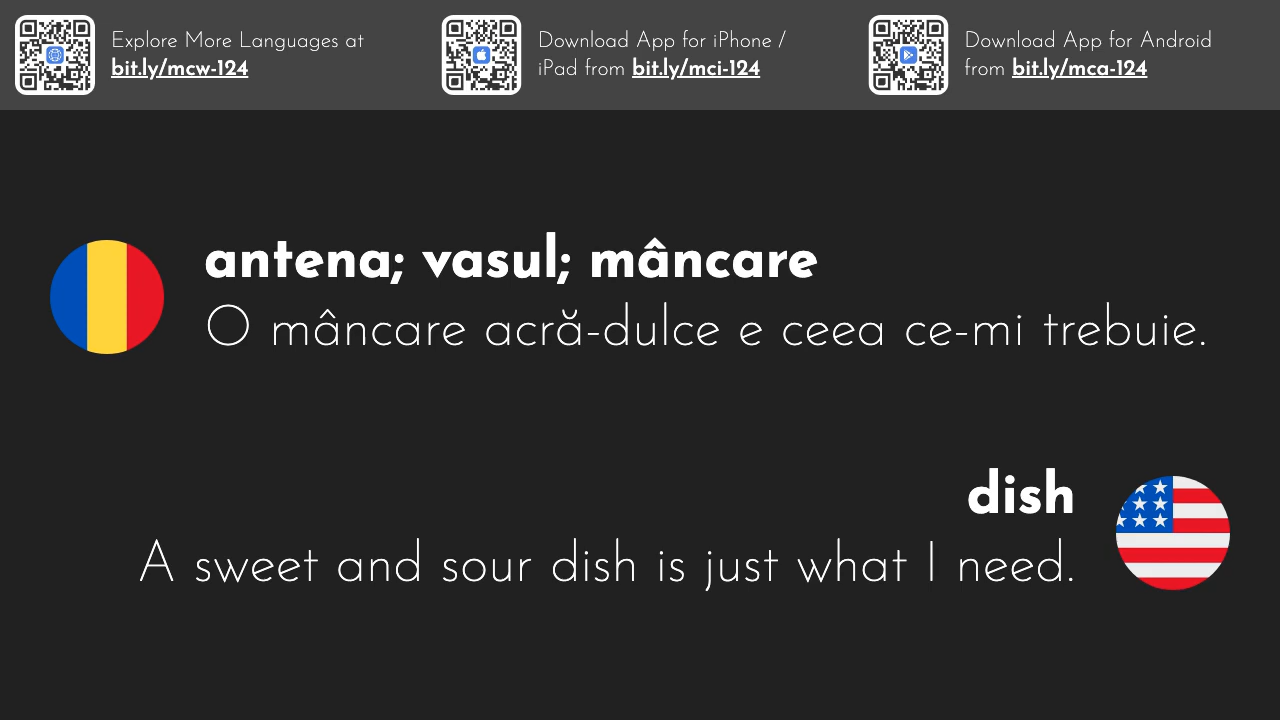 Explore More Languages at
bit.ly/mcw-124
Download App for iPhone /
iPad from bit.ly/mci-124
Download App for Android
from bit.ly/mca-124
antena; vasul; mâncare
O mâncare acră-dulce e ceea ce-mi trebuie.
dish
A sweet and sour dish is just what I need.